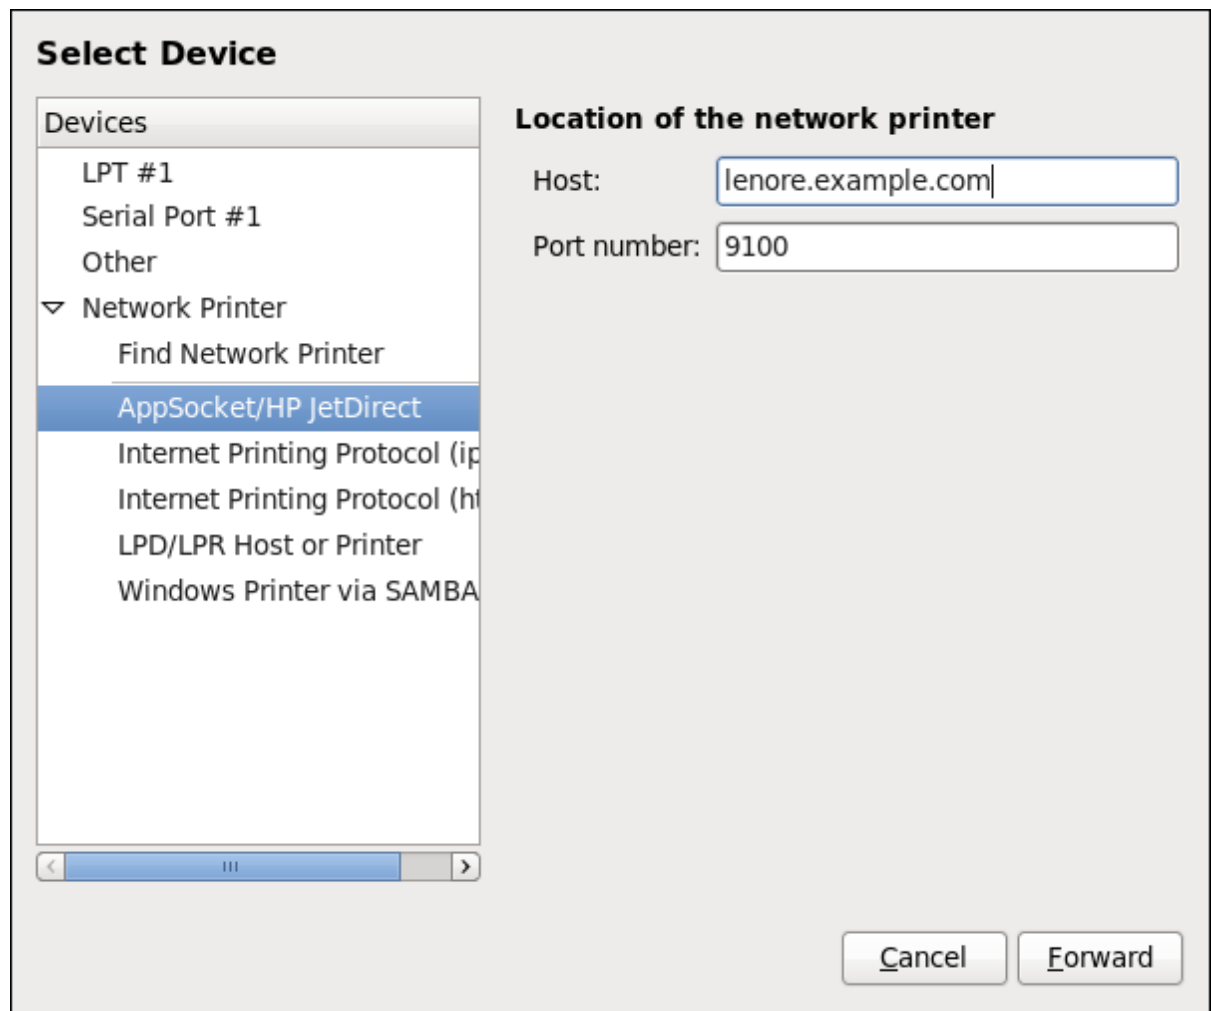 Select Device
Devices
LPT #1
Serial Port #1
Other
Network Printer
Find Network Printer
AppSocket/HP JetDirect
Internet Printing Protocol (ip
Internet Printing Protocol (ht
LPD/LPR Host or Printer
Windows Printer via SAMBA
Location of the network printer
Host: lenore.example.com
Port number: 9100
Cancel Forward